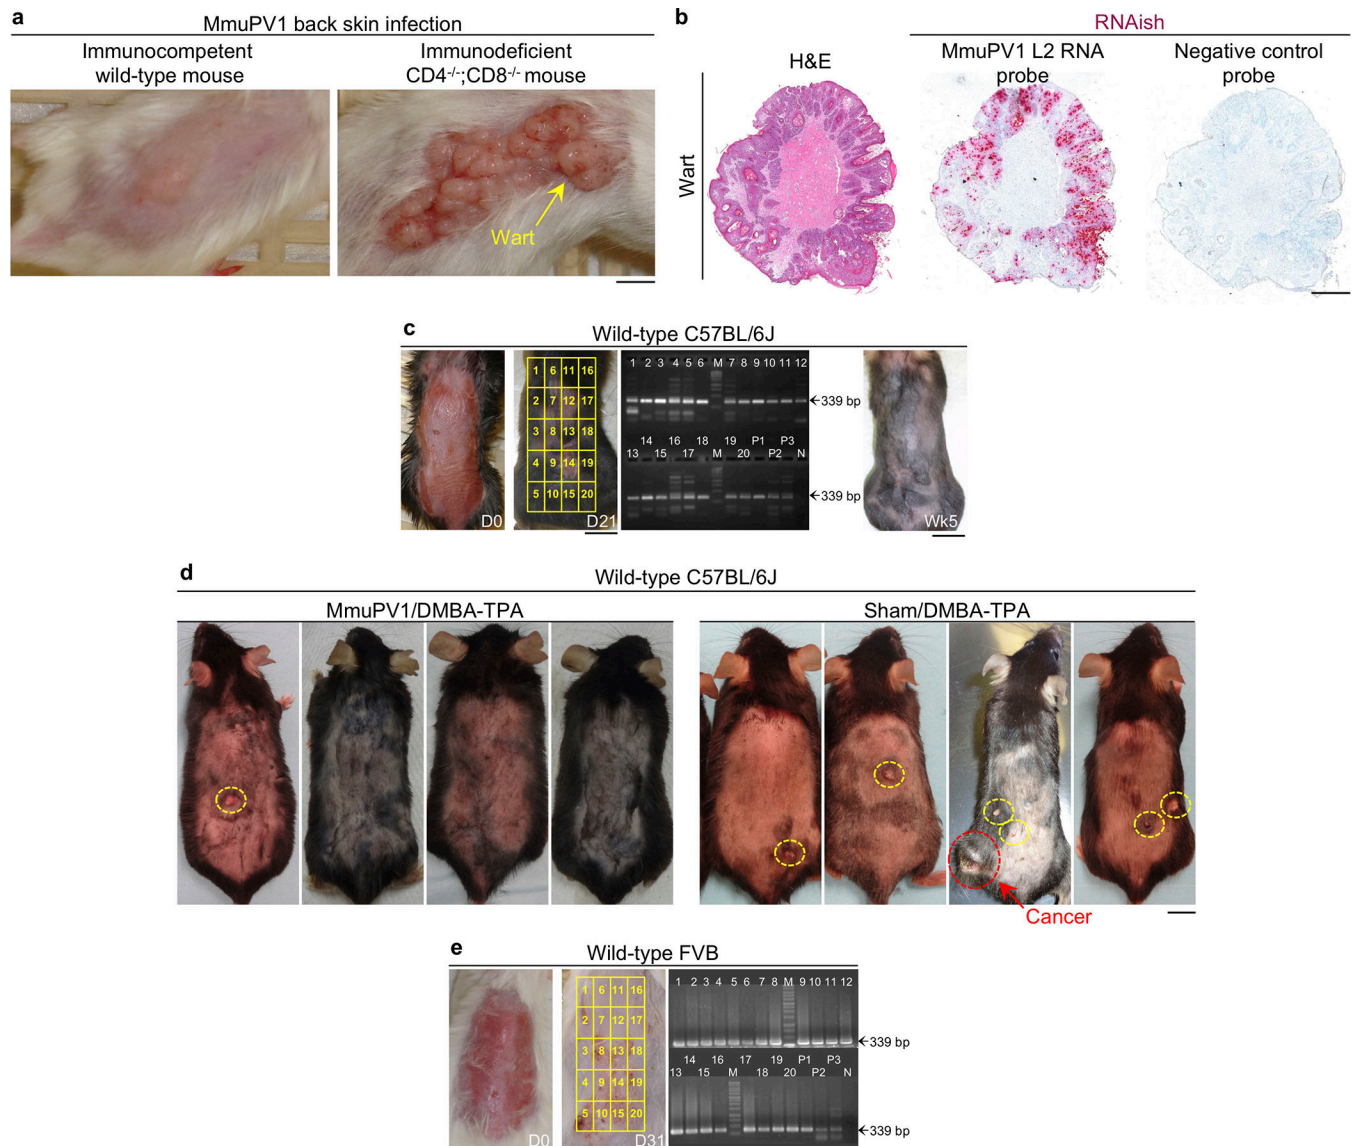 a
MmuPV1 back skin infection
Immunocompetent
wild-type mouse
Immunodeficient
CD4-/-;CD8-/- mouse
Wart
b
RNAish
H&E
MmuPV1 L2 RNA
probe
Negative control
probe
Wart
c
Wild-type C57BL/6J
D0
1 6 11 16
2 7 12 17
3 8 13 18
4 9 14 19
5 10 15 20
D21
1 2 3 4 5 6 M 7 8 9 10 11 12
339 bp
14 16 18 19 P1 P3
13 15 17 M 20 P2 N
339 bp
Wk5
d
Wild-type C57BL/6J
MmuPV1/DMBA-TPA
Sham/DMBA-TPA
Cancer
e
Wild-type FVB
D0
1 6 11 16
2 7 12 17
3 8 13 18
4 9 14 19
5 10 15 20
D31
1 2 3 4 5 6 7 8 M 9 10 11 12
339 bp
14 16 17 19 P1 P3
13 15 M 18 20 P2 N
339 bp